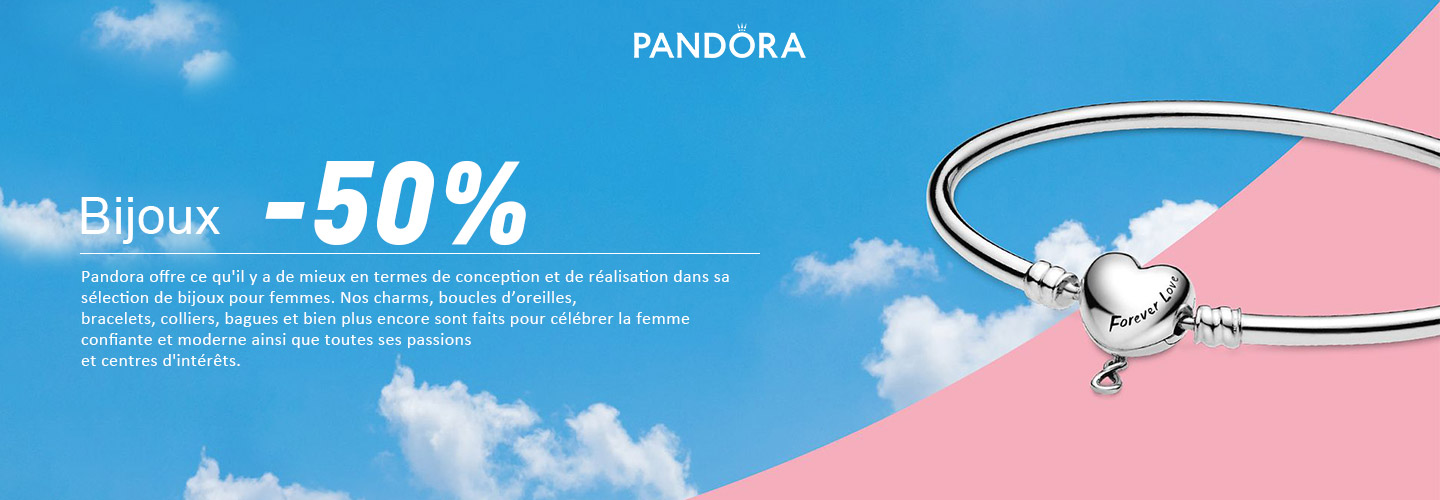 PANDORA
Bijoux -50%
Pandora offre ce qu'il y a de mieux en termes de conception et de réalisation dans sa
sélection de bijoux pour femmes. Nos charms, boucles d’oreilles,
bracelets, colliers, bagues et bien plus encore sont faits pour célébrer la femme
confiante et moderne ainsi que toutes ses passions
et centres d'intérêts.
Forever Love